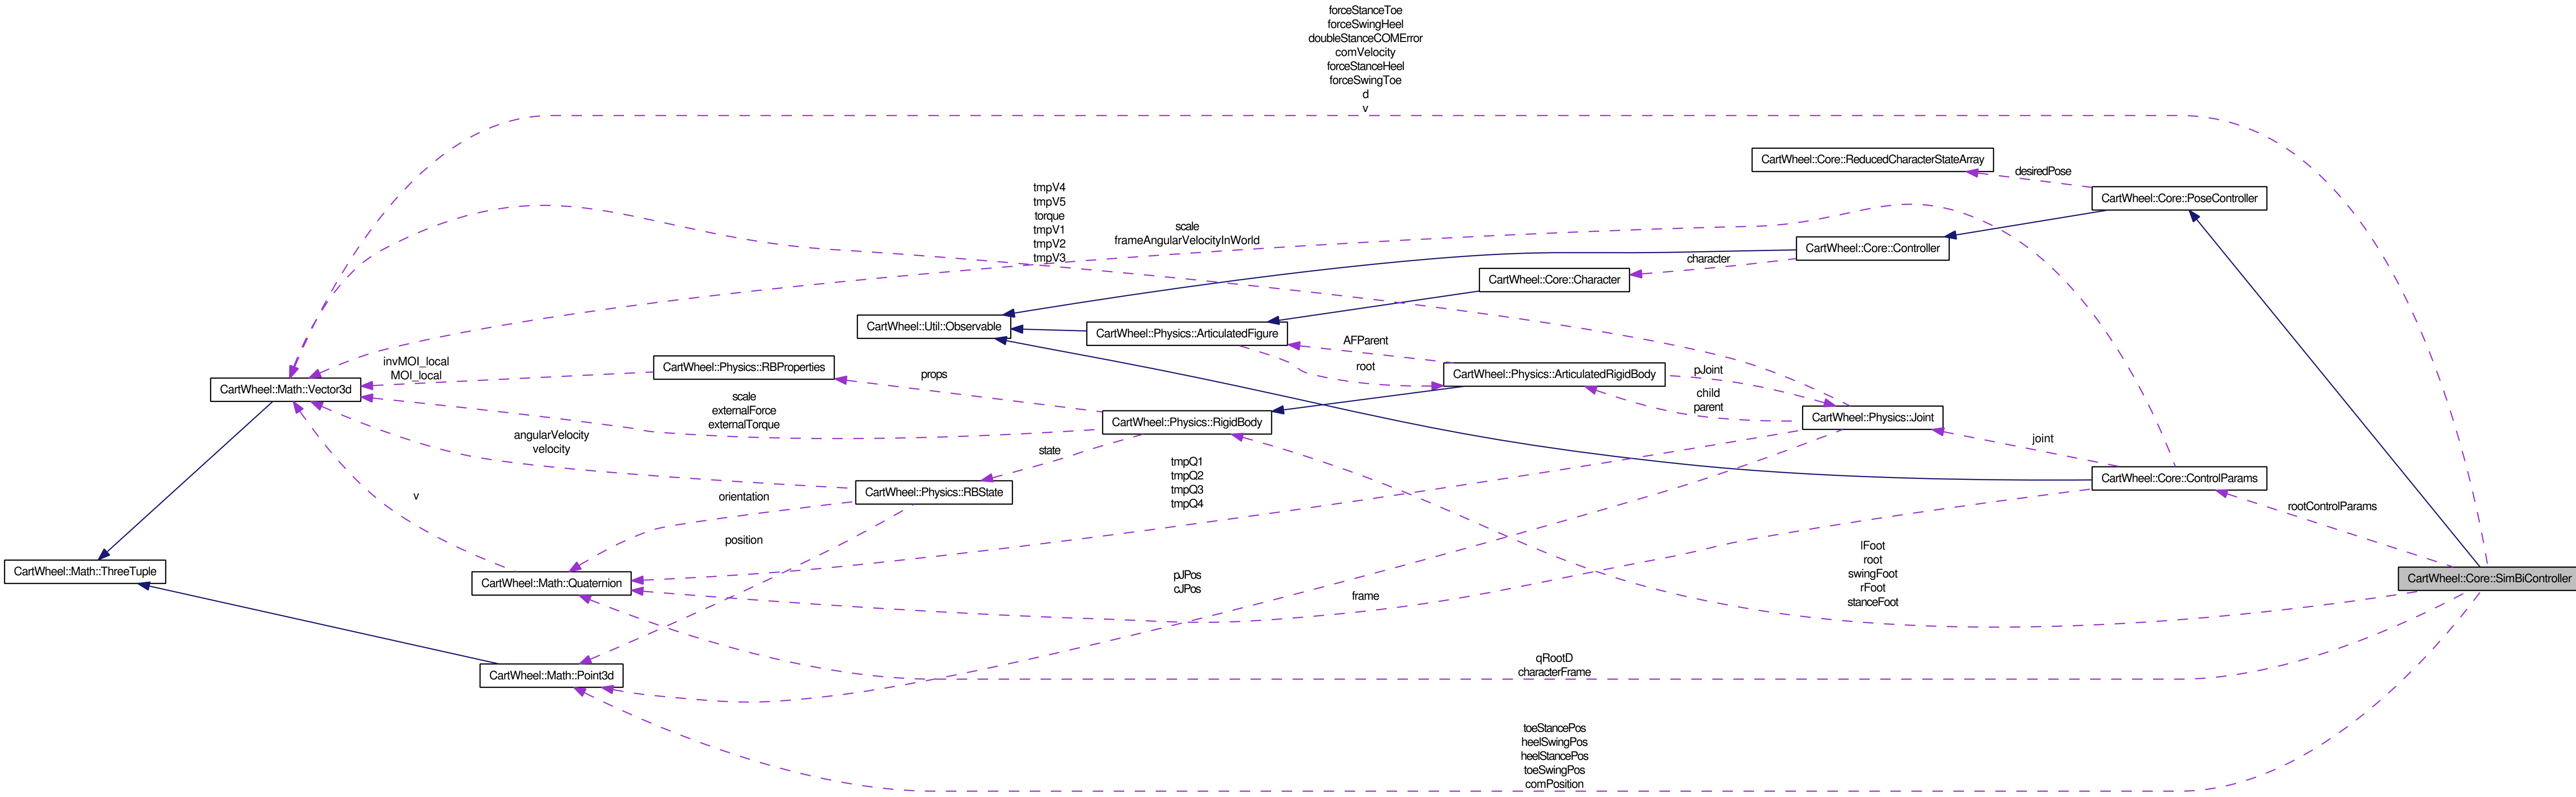 forceStanceToe
forceSwingHeel
doubleStanceCOMError
comVelocity
forceStanceHeel
forceSwingToe
d
v
CartWheel::Core::ReducedCharacterStateArray
desiredPose
tmpV4
tmpV5
torque
tmpV1
tmpV2
tmpV3
scale
frameAngularVelocityInWorld
CartWheel::Core::PoseController
CartWheel::Core::Controller
character
CartWheel::Core::Character
CartWheel::Util::Observable
CartWheel::Physics::ArticulatedFigure
AFParent
root
invMOI_local
MOI_local
CartWheel::Physics::RBProperties
props
CartWheel::Physics::ArticulatedRigidBody
pJoint
child
parent
CartWheel::Math::Vector3d
scale
externalForce
externalTorque
CartWheel::Physics::RigidBody
CartWheel::Physics::Joint
angularVelocity
velocity
state
joint
tmpQ1
tmpQ2
tmpQ3
tmpQ4
CartWheel::Core::ControlParams
v
orientation
CartWheel::Physics::RBState
rootControlParams
position
lFoot
root
swingFoot
rFoot
stanceFoot
CartWheel::Math::ThreeTuple
CartWheel::Math::Quaternion
pJPos
cJPos
frame
CartWheel::Core::SimBiController
CartWheel::Math::Point3d
qRootD
characterFrame
toeStancePos
heelSwingPos
heelStancePos
toeSwingPos
comPosition